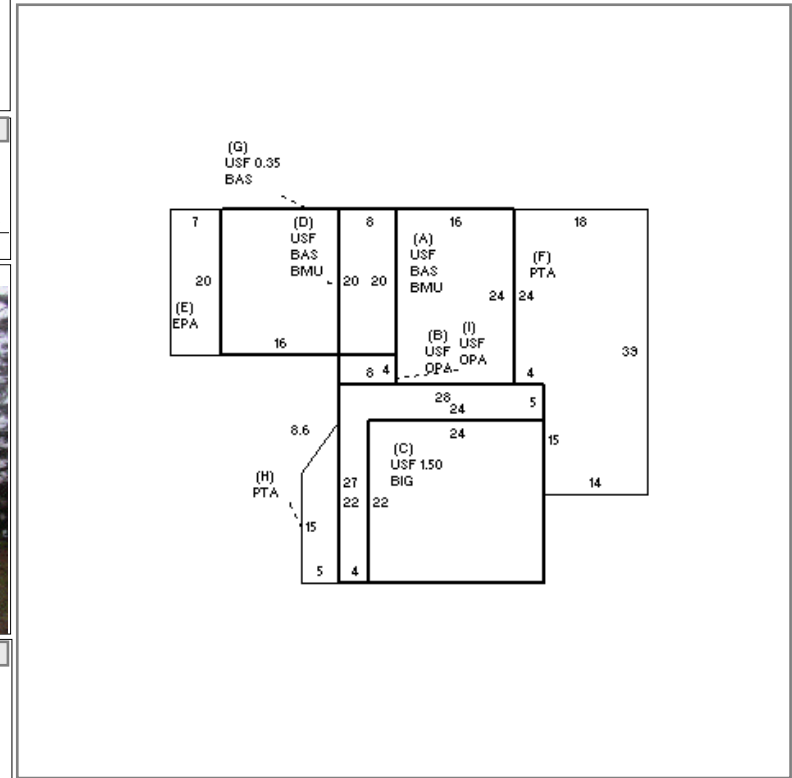 (G)
USF 0.35
BAS
7
(D)
USF
BAS
BMU
8
16
(A)
USF
BAS
BMU
18
(F)
PTA
20
20
20
24
24
(E)
EPA
16
(B)
USF
OPA
(I)
USF
OPA
39
8
4
4
28
24
5
8.6
24
15
(C)
USF 1.50
BIG
(H)
PTA
27
22
22
14
15
5
4